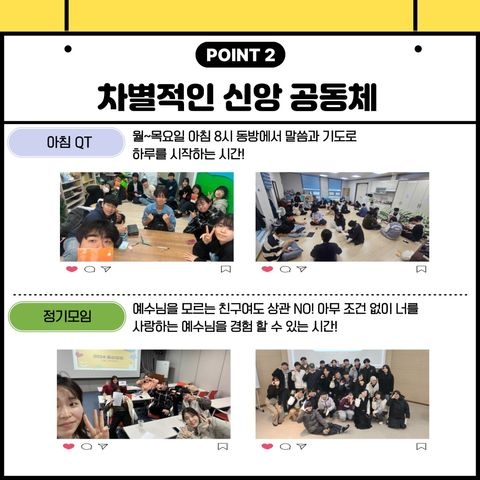 POINT 2
차별적인 신앙 공동체
아침 QT
월~목요일 아침 8시 동방에서 말씀과 기도로
하루를 시작하는 시간!
정기모임
예수님을 모르는 친구여도 상관 NO! 아무 조건 없이 너를
사랑하는 예수님을 경험 할 수 있는 시간!